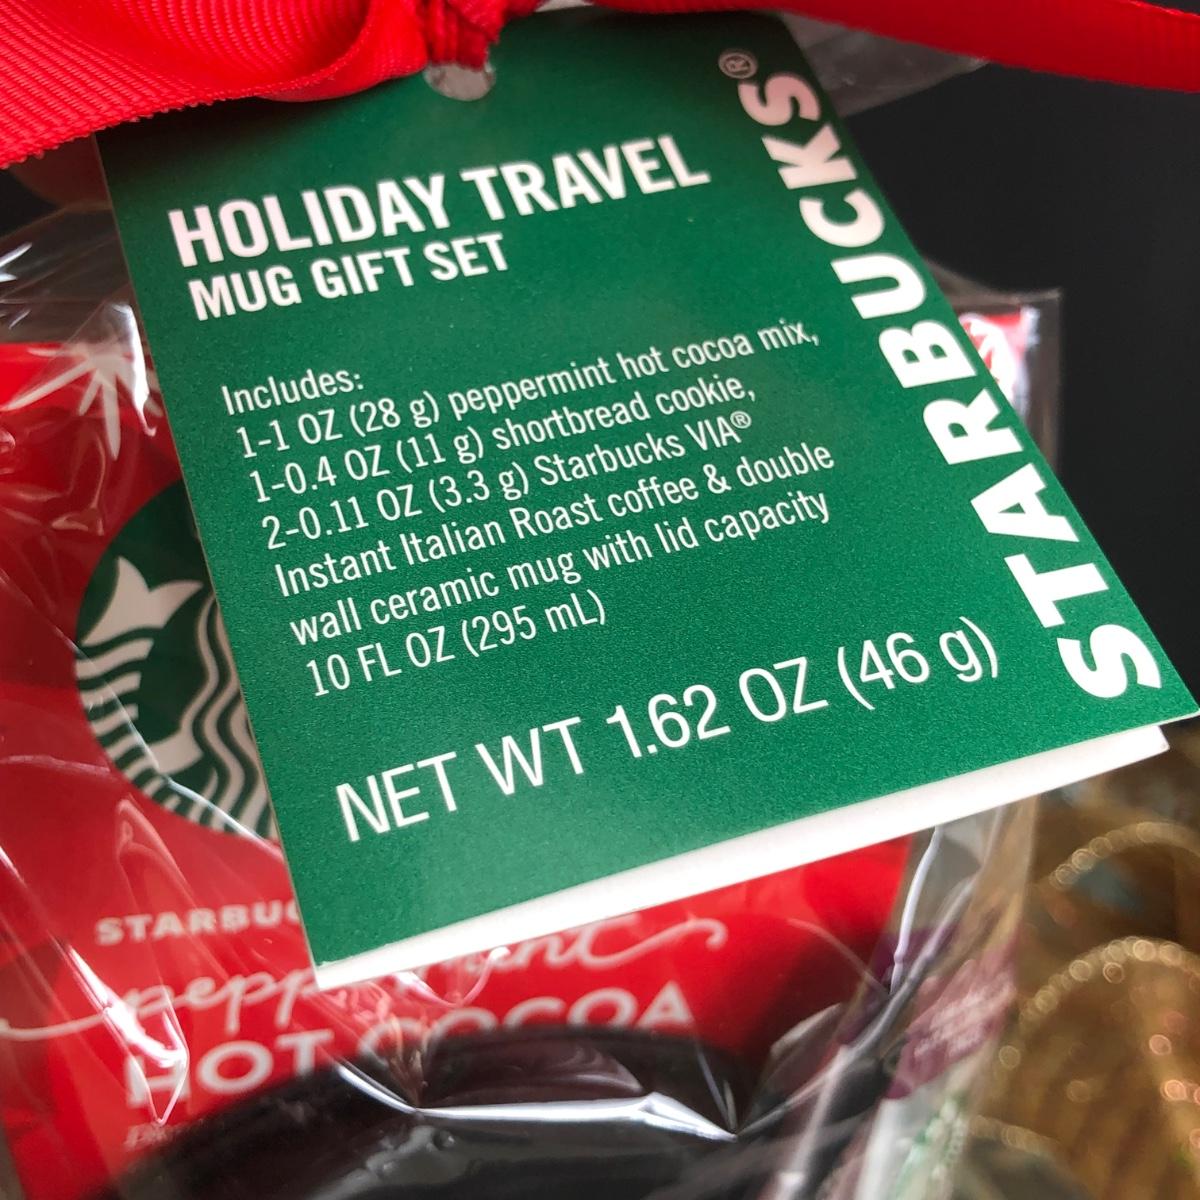 HOLIDAY TRAVEL
MUG GIFT SET
Includes:
1-1 OZ (28 g) peppermint hot cocoa mix,
1-0.4 OZ (11 g) shortbread cookie,
2-0.11 OZ (3.3 g) Starbucks VIA®
Instant Italian Roast coffee & double
wall ceramic mug with lid capacity
10 FL OZ (295 mL)
NET WT 1.62 OZ (46 g)
STARBUCKS®
STARBUC
peppermint
HOT COCOA